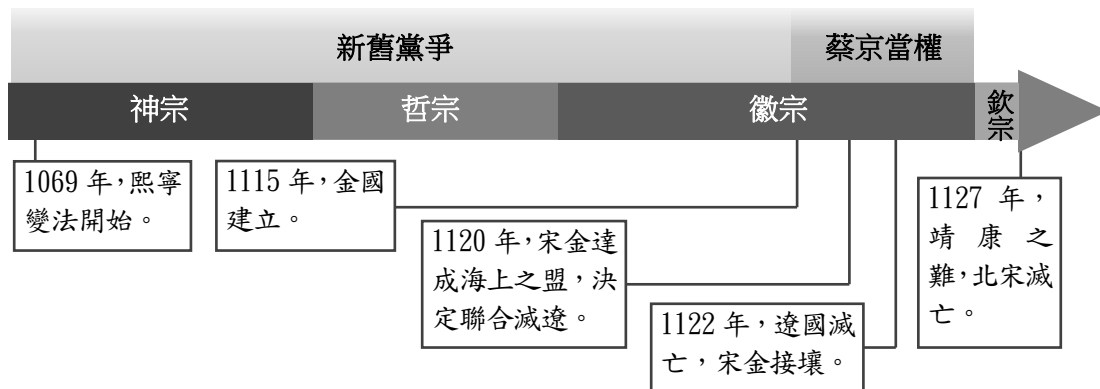 新舊黨爭
蔡京當權
神宗
哲宗
徽宗
欽宗
1069 年，熙寧
變法開始。
1115 年，金國
建立。
1120 年，宋金達
成海上之盟，決
定聯合滅遼。
1122 年，遼國滅
亡，宋金接壤。
1127 年，
靖康之
難，北宋滅
亡。